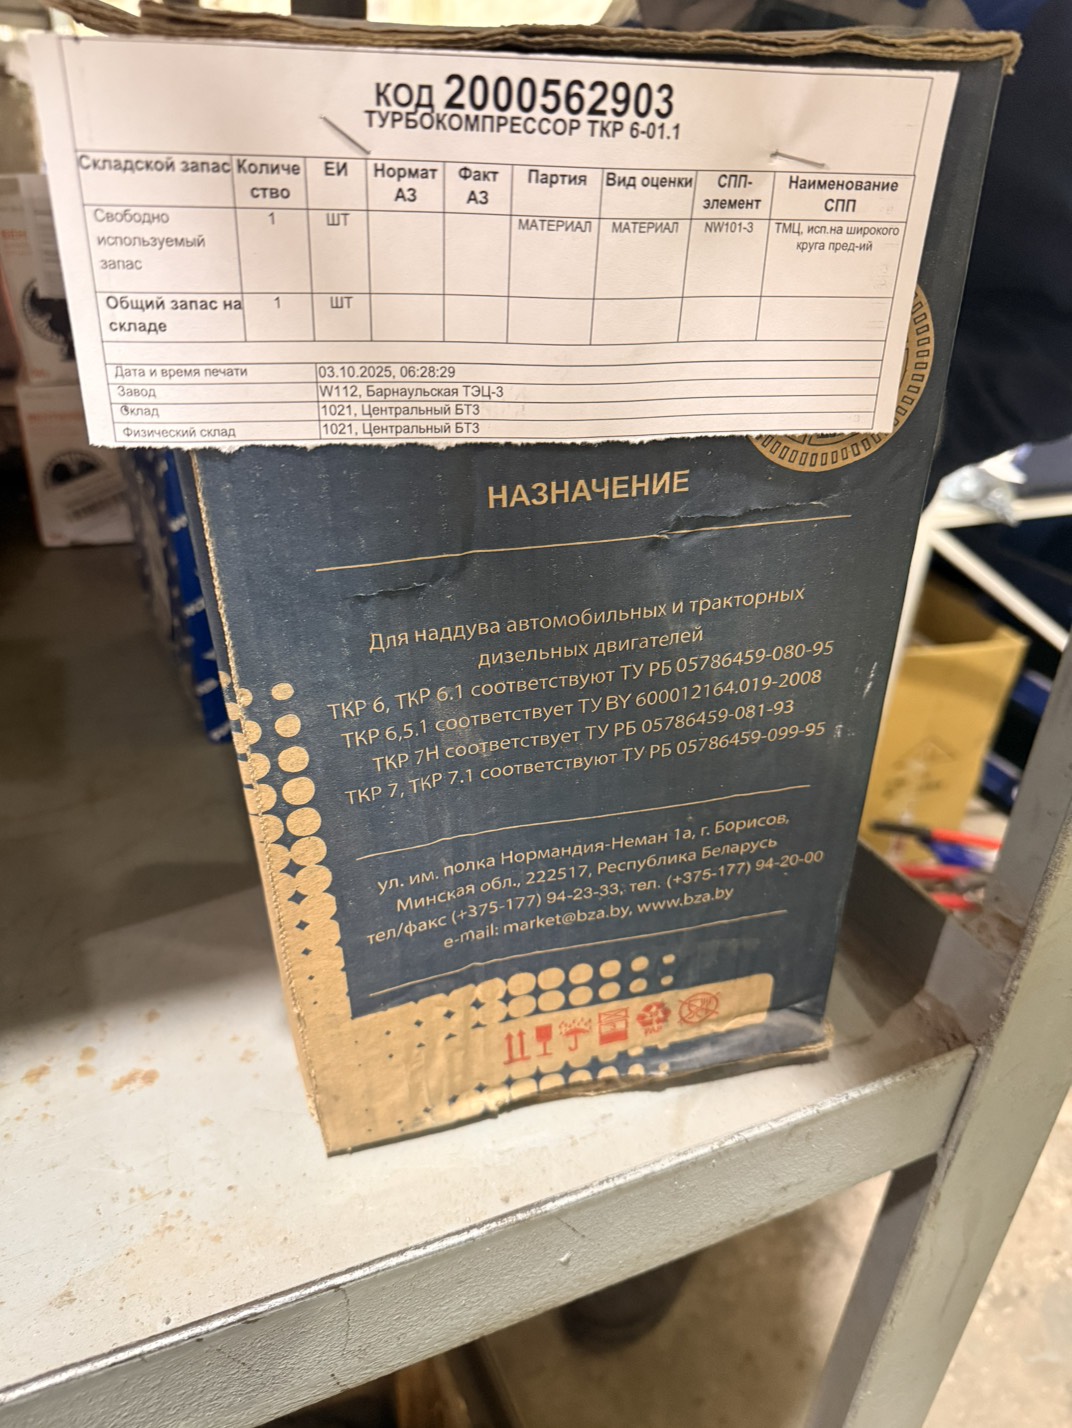 КОД 2000562903
ТУРБОКОМПРЕССОР ТКР 6-01.1
Складской запас Количе ство ЕИ Нормат АЗ Факт АЗ Партия Вид оценки СПП-элемент Наименование СПП
Свободно используемый запас 1 ШТ МАТЕРИАЛ МАТЕРИАЛ NW101-3 ТМЦ, исп.на широкого круга пред-ий
Общий запас на складе 1 ШТ
Дата и время печати 03.10.2025, 06:28:29
Завод W112, Барнаульская ТЭЦ-3
Склад 1021, Центральный БТЗ
Физический склад 1021, Центральный БТЗ
НАЗНАЧЕНИЕ
Для наддува автомобильных и тракторных
дизельных двигателей
ТКР 6, ТКР 6.1 соответствуют ТУ РБ 05786459-080-95
ТКР 6,5.1 соответствует ТУ BY 600012164.019-2008
ТКР 7Н соответствует ТУ РБ 05786459-081-93
ТКР 7, ТКР 7.1 соответствуют ТУ РБ 05786459-099-95
ул. им. полка Нормандия-Неман 1а, г. Борисов,
Минская обл., 222517, Республика Беларусь
тел/факс (+375-177) 94-23-33, тел. (+375-177) 94-20-00
e-mail: market@bza.by, www.bza.by